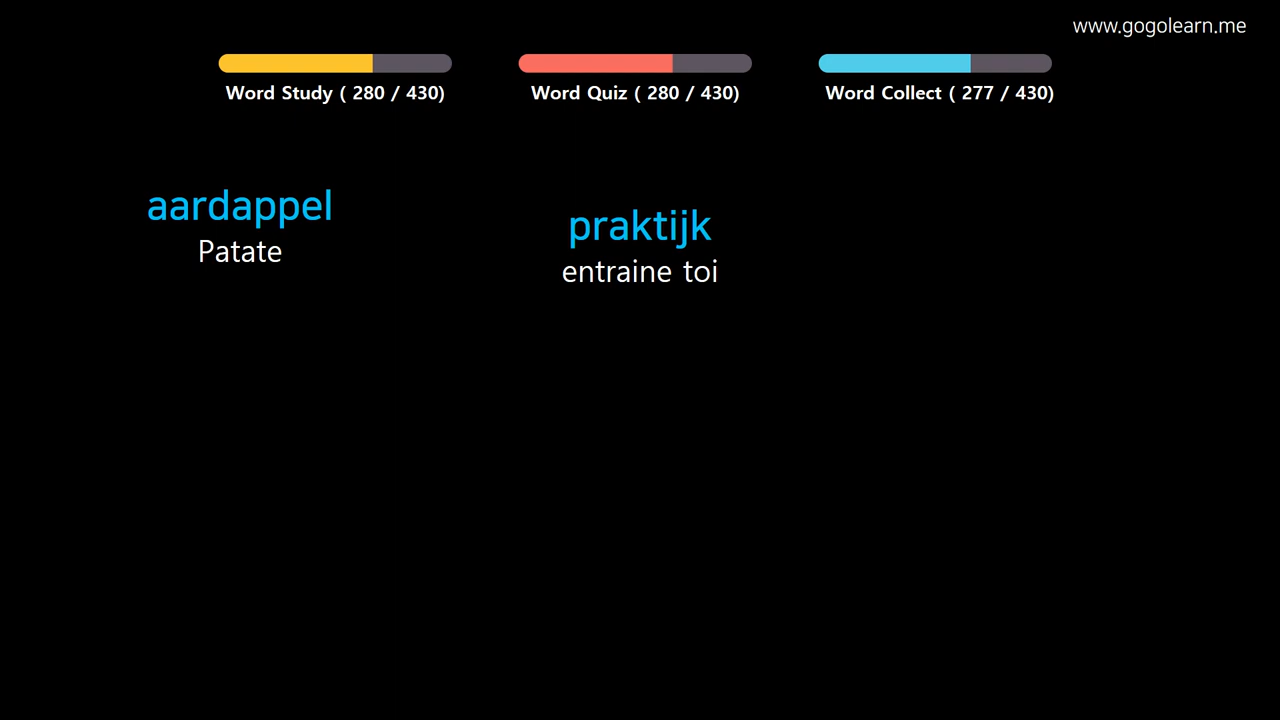 www.gogolearn.me
Word Study ( 280 / 430)
Word Quiz ( 280 / 430)
Word Collect ( 277 / 430)
aardappel
Patate
praktijk
entraine toi